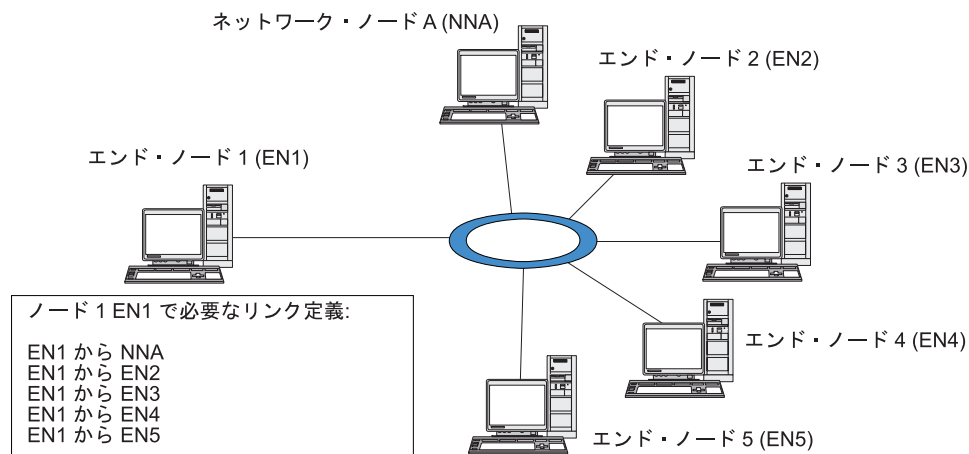 ネットワーク・ノード A (NNA)
エンド・ノード 2 (EN2)
エンド・ノード 1 (EN1)
エンド・ノード 3 (EN3)
ノード 1 EN1 で必要なリンク定義:
EN1 から NNA
EN1 から EN2
EN1 から EN3
EN1 から EN4
EN1 から EN5
エンド・ノード 4 (EN4)
エンド・ノード 5 (EN5)